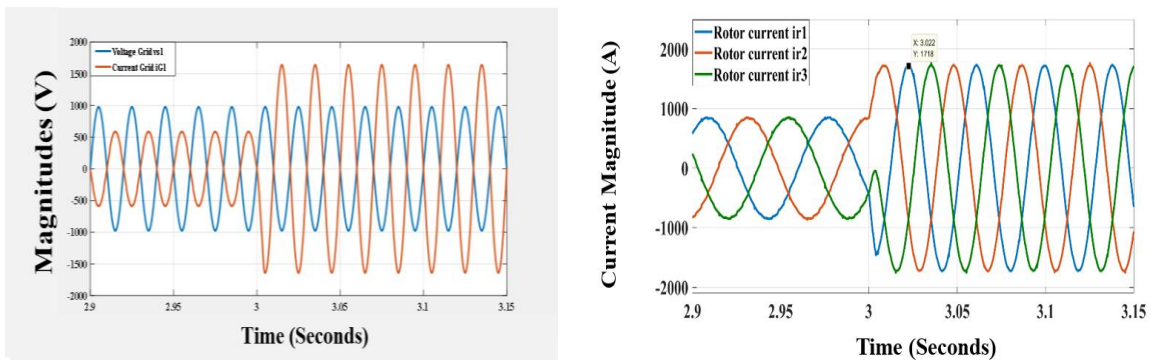 Magnitudes (V)
2000
1500
1000
500
0
-500
-1000
-1500
-2000
Voltage Grid vs1
Current Grid iG1
2.9
2.95
3
3.05
3.1
3.15
Time (Seconds)
Current Magnitude (A)
2000
1000
0
-1000
-2000
Rotor current ir1
Rotor current ir2
Rotor current ir3
X: 3.022
Y: 1718
2.9
2.95
3
3.05
3.1
3.15
Time (Seconds)